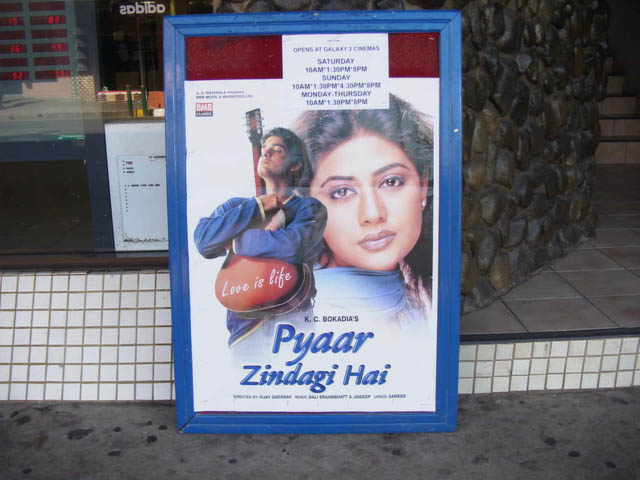 adidas
OPENS AT GALAXY 2 CINEMAS
SATURDAY
10AM*1:30PM*8PM
SUNDAY
10AM*1:30PM*4:30PM*8PM
MONDAY-THURSDAY
10AM*1:30PM*8PM
BMB
CLASSIC
Love is life
K. C. BOKADIA'S
Pyaar
Zindagi Hai
DIRECTED BY VIJAY SADANAH MUSIC: BALI BRAHMBHATT & JAIDEEP LYRICS: SAMEER